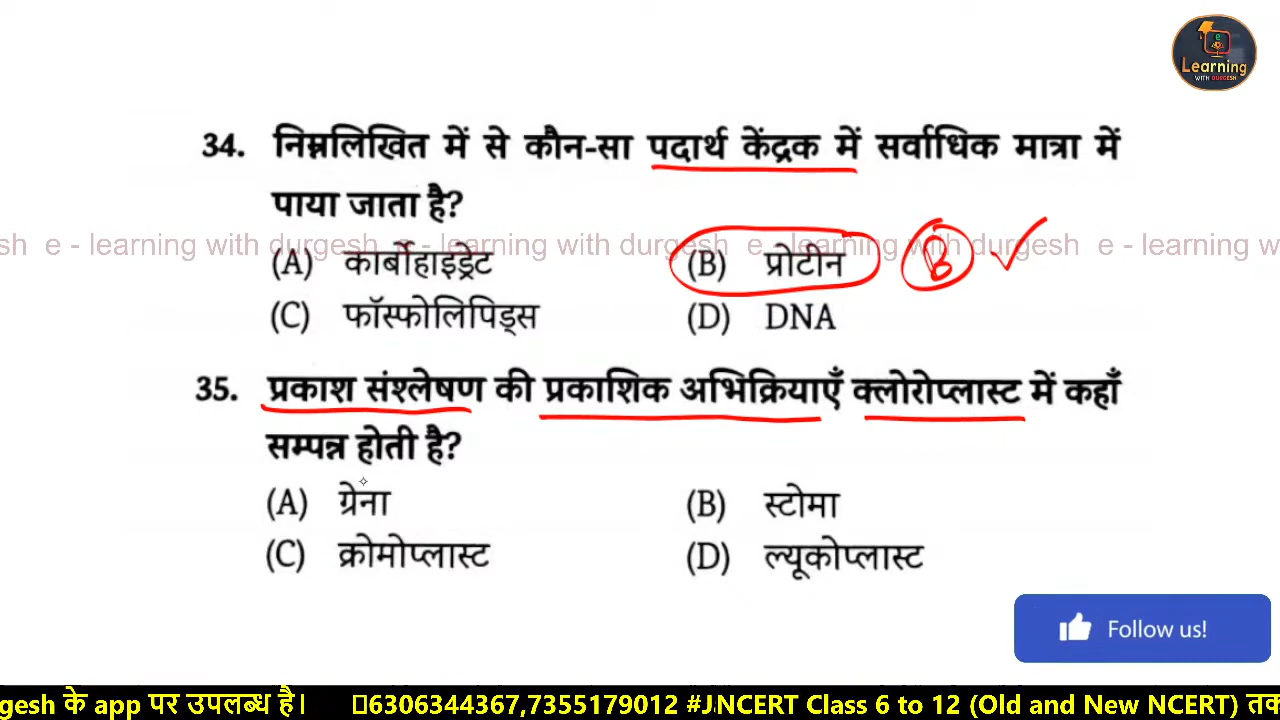 e
Learning
WITH DURGESH
34. निम्नलिखित में से कौन-सा पदार्थ केंद्रक में सर्वाधिक मात्रा में
पाया जाता है?
sh e - learning with durgesh e - learning with durgesh e - learning with durgesh e - learning wit
(A) कार्बोहाइड्रेट (B) प्रोटीन B ✓
(C) फॉस्फोलिपिड्स (D) DNA
35. प्रकाश संश्लेषण की प्रकाशिक अभिक्रियाएँ क्लोरोप्लास्ट में कहाँ
सम्पन्न होती है?
(A) ग्रेना (B) स्टोमा
(C) क्रोमोप्लास्ट (D) ल्यूकोप्लास्ट
Follow us!
gesh के app पर उपलब्ध है। 6306344367,7355179012 #JNCERT Class 6 to 12 (Old and New NCERT) तक